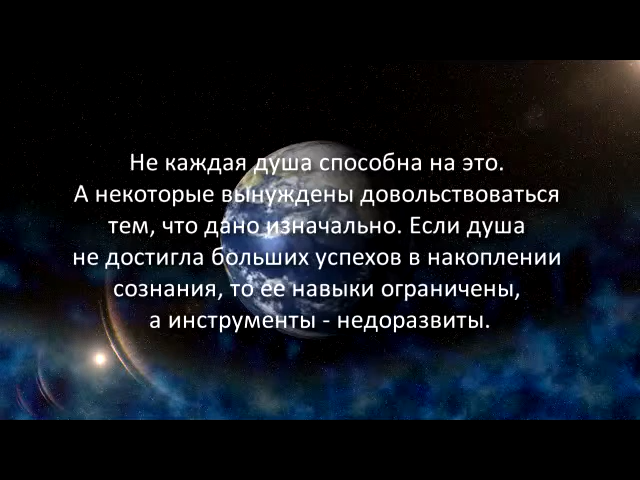 Не каждая душа способна на это.
А некоторые вынуждены довольствоваться
тем, что дано изначально. Если душа
не достигла больших успехов в накоплении
сознания, то ее навыки ограничены,
а инструменты - недоразвиты.